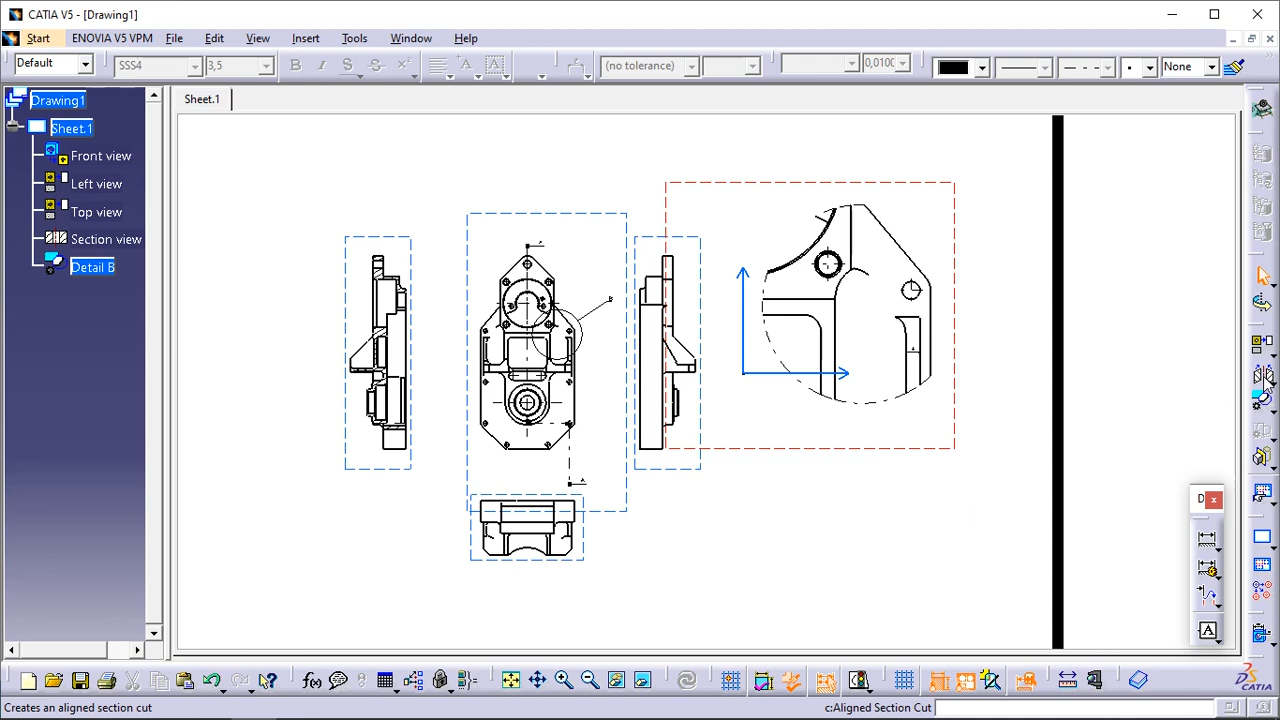 CATIA V5 - [Drawing1]
Start ENOVIA V5 VPM File Edit View Insert Tools Window Help
Default SSS4 3,5 B I S S (no tolerance) 0,010 None
Drawing1
Sheet.1
Front view
Left view
Top view
Section view
Detail B
Sheet.1
B
A
D
A
f(x)
CATIA
Creates an aligned section cut
c:Aligned Section Cut